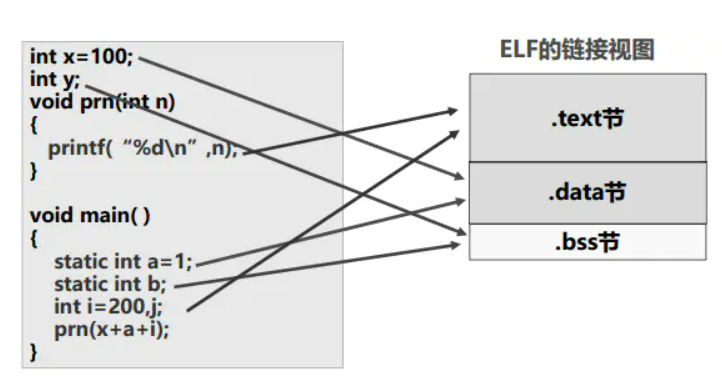 int x=100;
int y;
void prn(int n)
{
printf( “%d\n” ,n);
}
void main( )
{
static int a=1;
static int b;
int i=200,j;
prn(x+a+i);
}
ELF的链接视图
.text节
.data节
.bss节